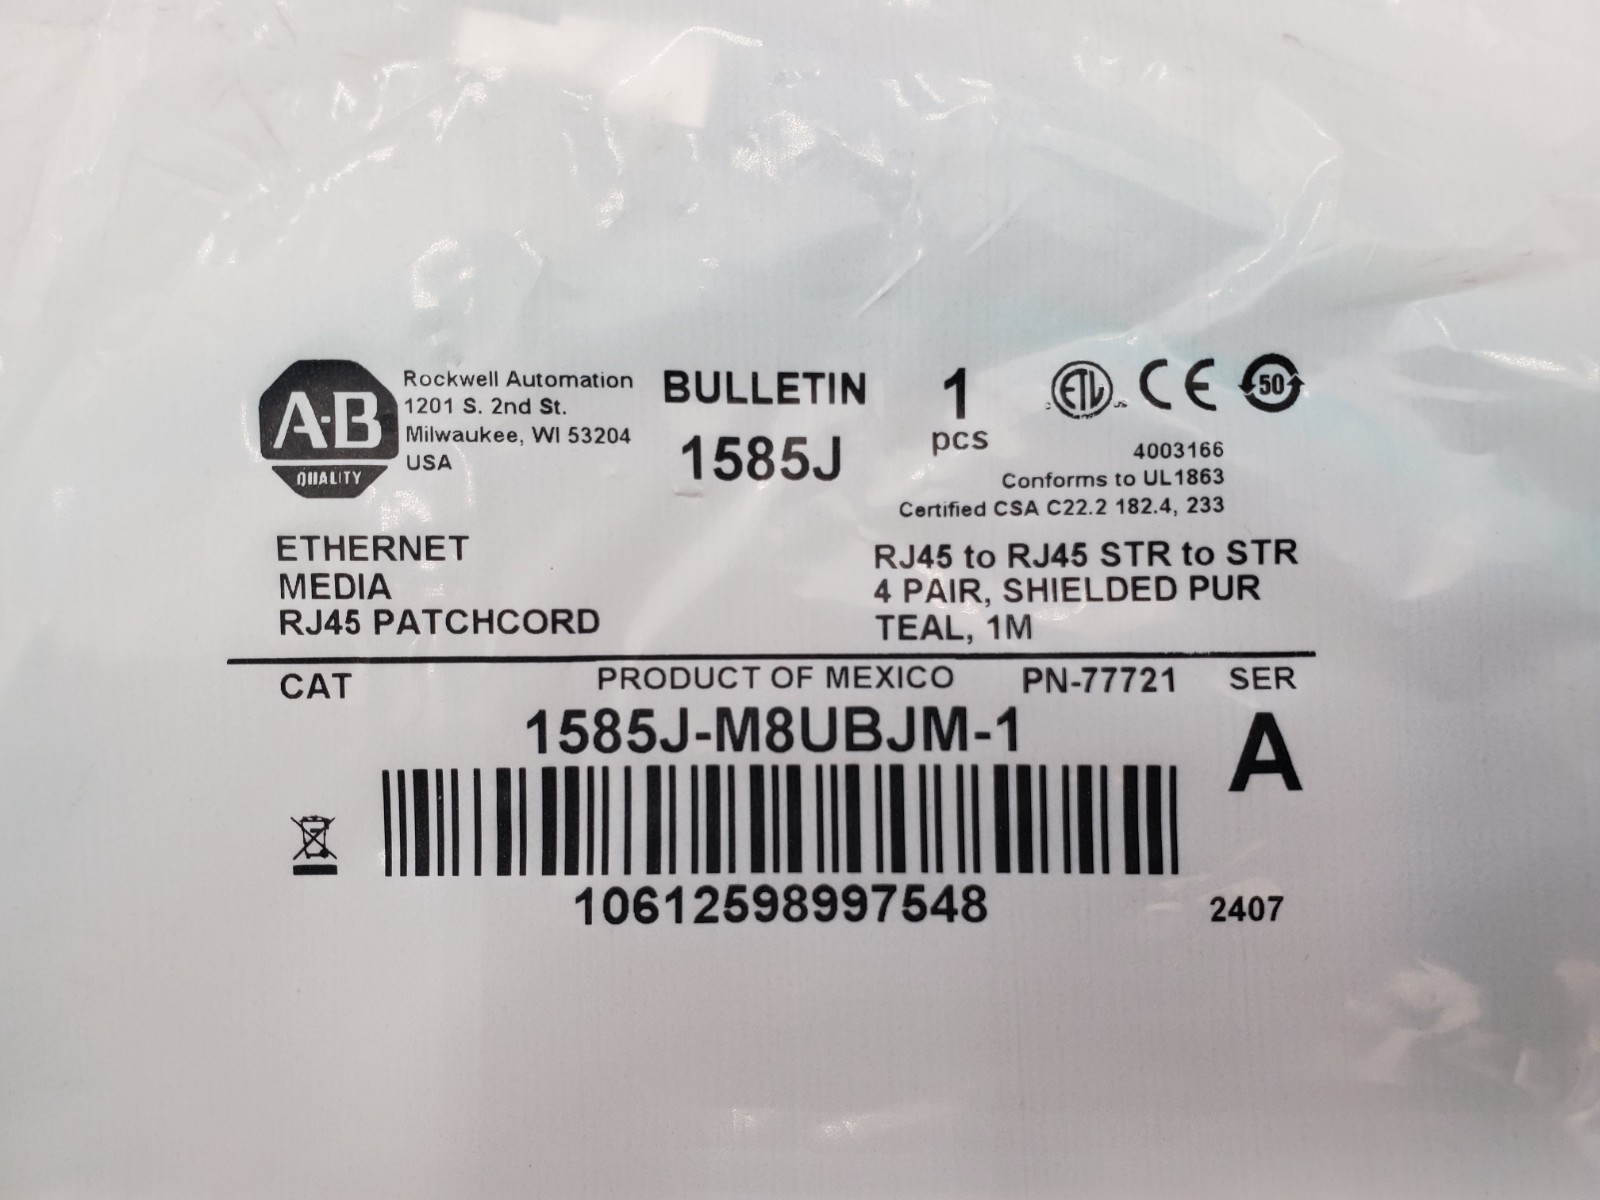 A-B
QUALITY
Rockwell Automation
1201 S. 2nd St.
Milwaukee, WI 53204
USA
BULLETIN
1585J
1
pcs
ETL
CE
50
4003166
Conforms to UL1863
Certified CSA C22.2 182.4, 233
ETHERNET
MEDIA
RJ45 PATCHCORD
RJ45 to RJ45 STR to STR
4 PAIR, SHIELDED PUR
TEAL, 1M
CAT
PRODUCT OF MEXICO
PN-77721
SER
1585J-M8UBJM-1
A
10612598997548
2407